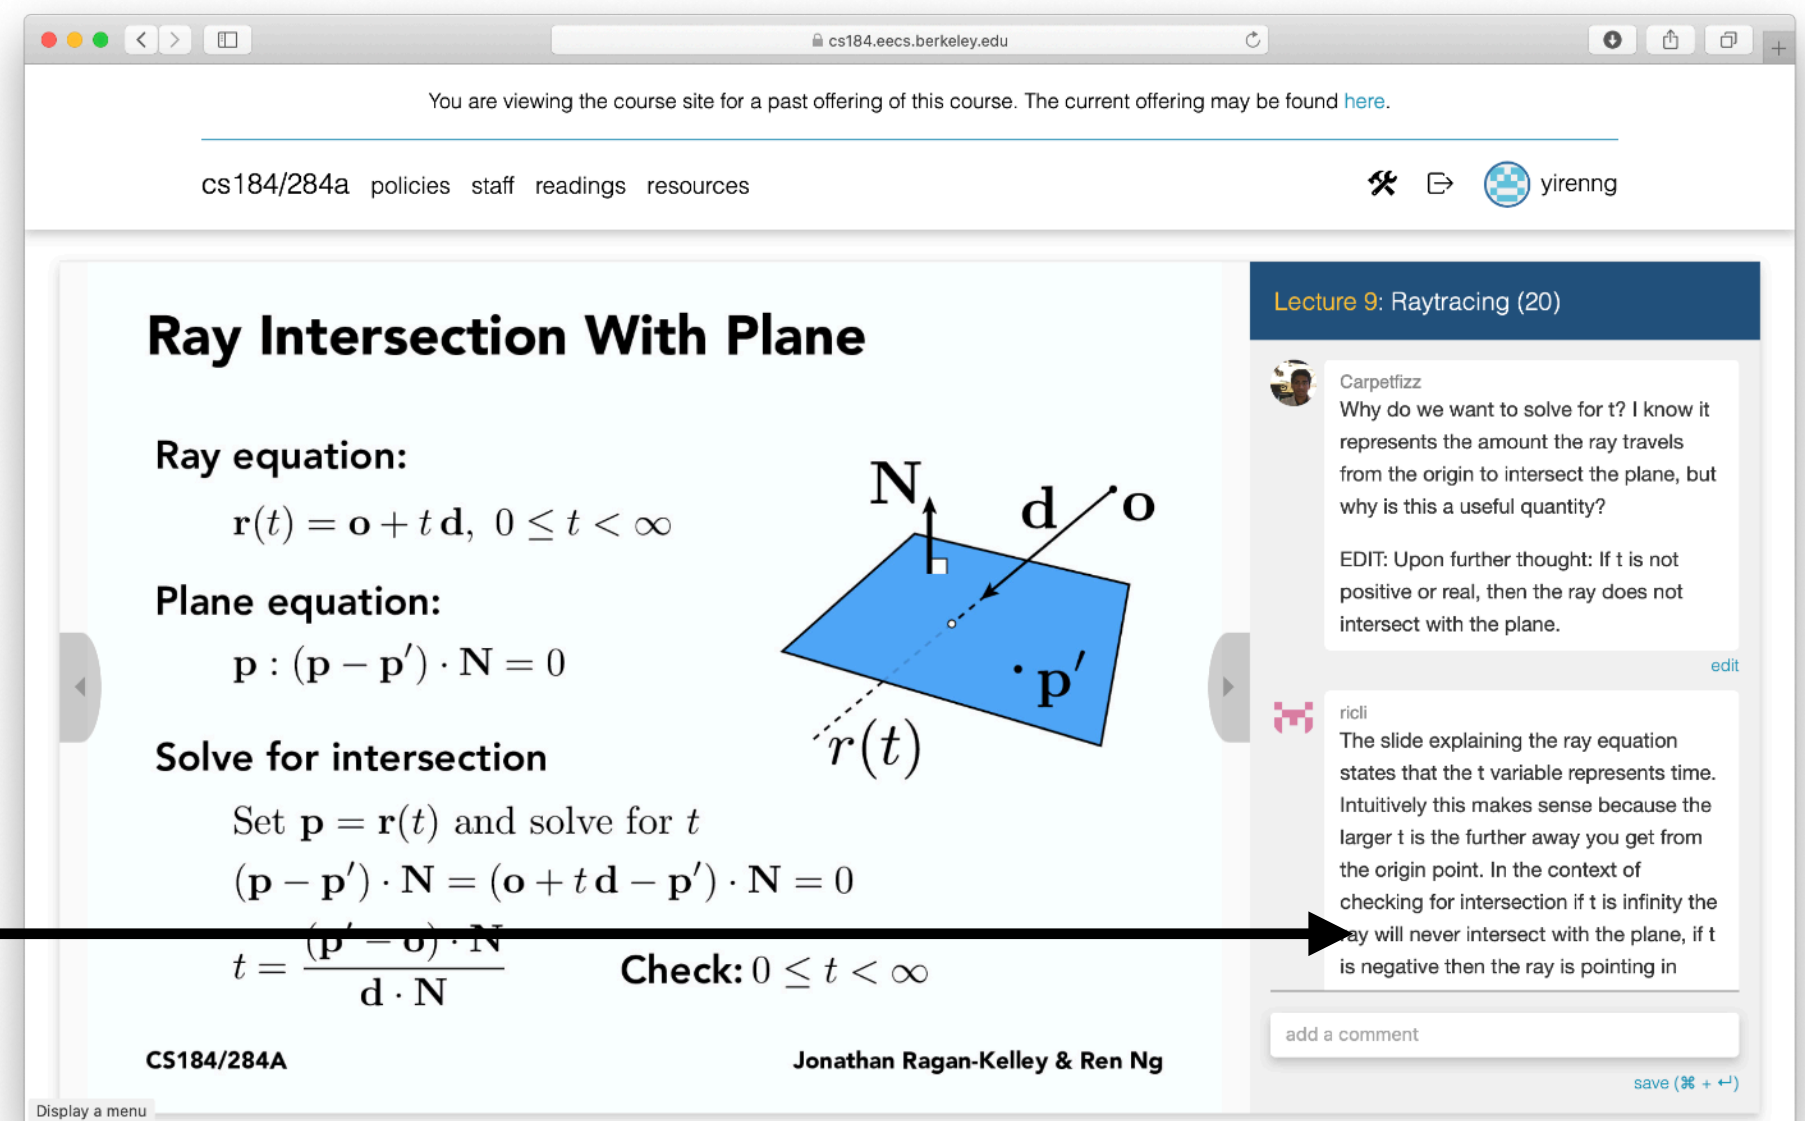 cs184.eecs.berkeley.edu
You are viewing the course site for a past offering of this course. The current offering may be found here.
cs184/284a policies staff readings resources
yirenng
Ray Intersection With Plane
Ray equation:
r(t) = o + t d, 0 ≤ t < ∞
Plane equation:
p : (p − p′) · N = 0
Solve for intersection
Set p = r(t) and solve for t
(p − p′) · N = (o + t d − p′) · N = 0
t = (p′ − o) · N / d · N
Check: 0 ≤ t < ∞
N
d
o
p′
r(t)
CS184/284A
Jonathan Ragan-Kelley & Ren Ng
Lecture 9: Raytracing (20)
Carpetfizz
Why do we want to solve for t? I know it
represents the amount the ray travels
from the origin to intersect the plane, but
why is this a useful quantity?
EDIT: Upon further thought: If t is not
positive or real, then the ray does not
intersect with the plane.
edit
ricli
The slide explaining the ray equation
states that the t variable represents time.
Intuitively this makes sense because the
larger t is the further away you get from
the origin point. In the context of
checking for intersection if t is infinity the
ray will never intersect with the plane, if t
is negative then the ray is pointing in
add a comment
save (⌘ + ↩)
Display a menu